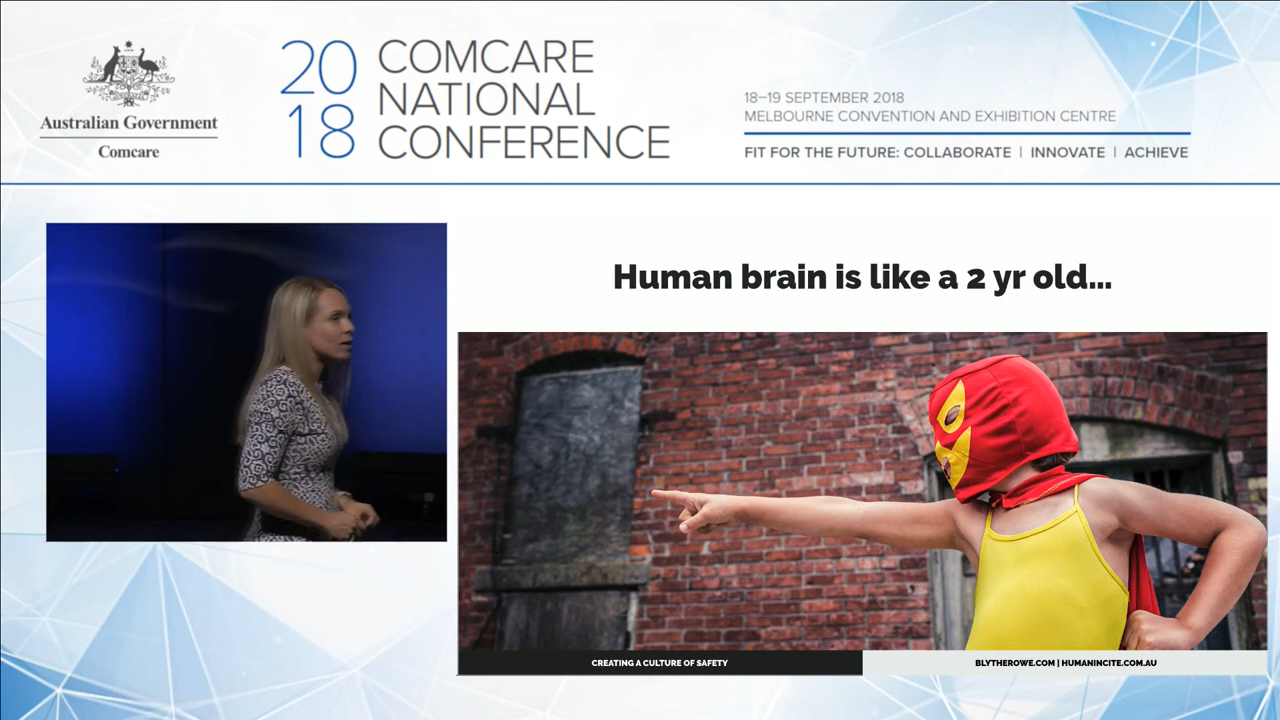 Australian Government
Comcare
20
18
COMCARE
NATIONAL
CONFERENCE
18–19 SEPTEMBER 2018
MELBOURNE CONVENTION AND EXHIBITION CENTRE
FIT FOR THE FUTURE: COLLABORATE | INNOVATE | ACHIEVE
Human brain is like a 2 yr old...
CREATING A CULTURE OF SAFETY
BLYTHEROWE.COM | HUMANINCITE.COM.AU